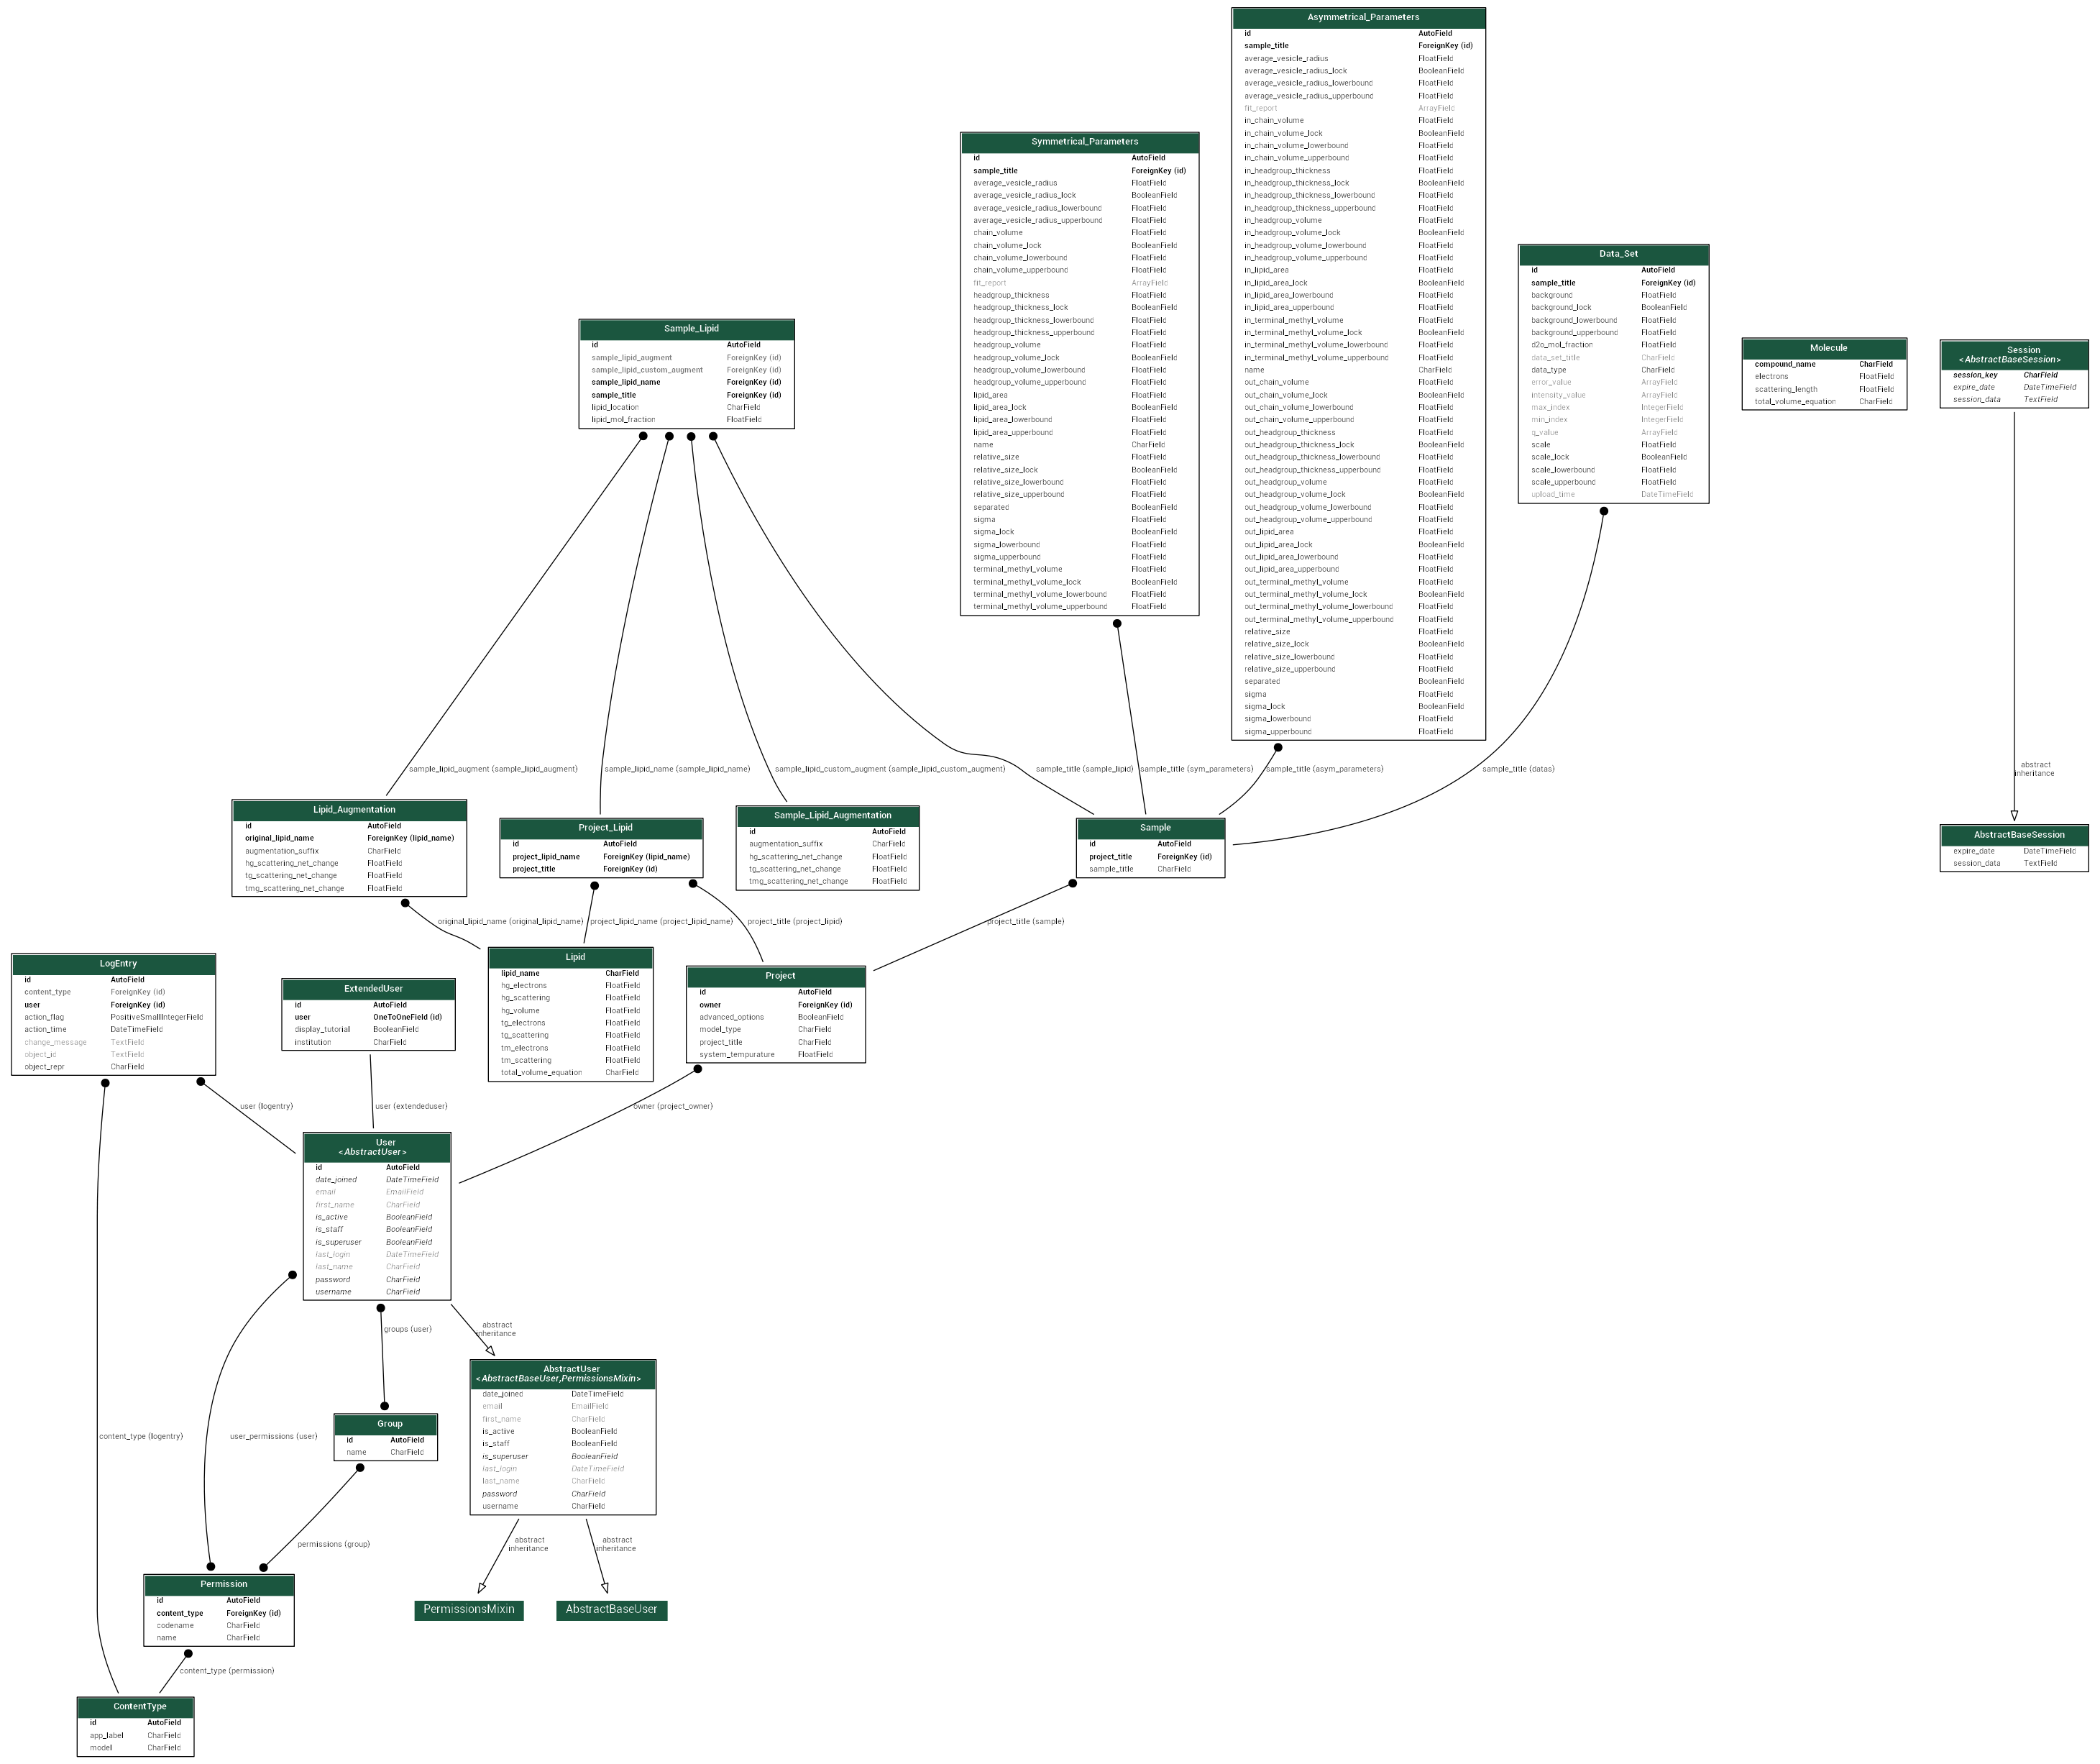 Asymmetrical_Parameters
id AutoField
sample_title ForeignKey (id)
average_vesicle_radius FloatField
average_vesicle_radius_lock BooleanField
average_vesicle_radius_lowerbound FloatField
average_vesicle_radius_upperbound FloatField
fit_report ArrayField
in_chain_volume FloatField
in_chain_volume_lock BooleanField
in_chain_volume_lowerbound FloatField
in_chain_volume_upperbound FloatField
in_headgroup_thickness FloatField
in_headgroup_thickness_lock BooleanField
in_headgroup_thickness_lowerbound FloatField
in_headgroup_thickness_upperbound FloatField
in_headgroup_volume FloatField
in_headgroup_volume_lock BooleanField
in_headgroup_volume_lowerbound FloatField
in_headgroup_volume_upperbound FloatField
in_lipid_area FloatField
in_lipid_area_lock BooleanField
in_lipid_area_lowerbound FloatField
in_lipid_area_upperbound FloatField
in_terminal_methyl_volume FloatField
in_terminal_methyl_volume_lock BooleanField
in_terminal_methyl_volume_lowerbound FloatField
in_terminal_methyl_volume_upperbound FloatField
name CharField
out_chain_volume FloatField
out_chain_volume_lock BooleanField
out_chain_volume_lowerbound FloatField
out_chain_volume_upperbound FloatField
out_headgroup_thickness FloatField
out_headgroup_thickness_lock BooleanField
out_headgroup_thickness_lowerbound FloatField
out_headgroup_thickness_upperbound FloatField
out_headgroup_volume FloatField
out_headgroup_volume_lock BooleanField
out_headgroup_volume_lowerbound FloatField
out_headgroup_volume_upperbound FloatField
out_lipid_area FloatField
out_lipid_area_lock BooleanField
out_lipid_area_lowerbound FloatField
out_lipid_area_upperbound FloatField
out_terminal_methyl_volume FloatField
out_terminal_methyl_volume_lock BooleanField
out_terminal_methyl_volume_lowerbound FloatField
out_terminal_methyl_volume_upperbound FloatField
relative_size FloatField
relative_size_lock BooleanField
relative_size_lowerbound FloatField
relative_size_upperbound FloatField
separated BooleanField
sigma FloatField
sigma_lock BooleanField
sigma_lowerbound FloatField
sigma_upperbound FloatField
Symmetrical_Parameters
id AutoField
sample_title ForeignKey (id)
average_vesicle_radius FloatField
average_vesicle_radius_lock BooleanField
average_vesicle_radius_lowerbound FloatField
average_vesicle_radius_upperbound FloatField
chain_volume FloatField
chain_volume_lock BooleanField
chain_volume_lowerbound FloatField
chain_volume_upperbound FloatField
fit_report ArrayField
headgroup_thickness FloatField
headgroup_thickness_lock BooleanField
headgroup_thickness_lowerbound FloatField
headgroup_thickness_upperbound FloatField
headgroup_volume FloatField
headgroup_volume_lock BooleanField
headgroup_volume_lowerbound FloatField
headgroup_volume_upperbound FloatField
lipid_area FloatField
lipid_area_lock BooleanField
lipid_area_lowerbound FloatField
lipid_area_upperbound FloatField
name CharField
relative_size FloatField
relative_size_lock BooleanField
relative_size_lowerbound FloatField
relative_size_upperbound FloatField
separated BooleanField
sigma FloatField
sigma_lock BooleanField
sigma_lowerbound FloatField
sigma_upperbound FloatField
terminal_methyl_volume FloatField
terminal_methyl_volume_lock BooleanField
terminal_methyl_volume_lowerbound FloatField
terminal_methyl_volume_upperbound FloatField
Data_Set
id AutoField
sample_title ForeignKey (id)
background FloatField
background_lock BooleanField
background_lowerbound FloatField
background_upperbound FloatField
d2o_mol_fraction FloatField
data_set_title CharField
data_type CharField
error_value ArrayField
intensity_value ArrayField
max_index IntegerField
min_index IntegerField
q_value ArrayField
scale FloatField
scale_lock BooleanField
scale_lowerbound FloatField
scale_upperbound FloatField
upload_time DateTimeField
Sample_Lipid
id AutoField
sample_lipid_augment ForeignKey (id)
sample_lipid_custom_augment ForeignKey (id)
sample_lipid_name ForeignKey (id)
sample_title ForeignKey (id)
lipid_location CharField
lipid_mol_fraction FloatField
Molecule
compound_name CharField
electrons FloatField
scattering_length FloatField
total_volume_equation CharField
Session
<AbstractBaseSession>
session_key CharField
expire_date DateTimeField
session_data TextField
sample_lipid_augment (sample_lipid_augment)
sample_lipid_name (sample_lipid_name)
sample_lipid_custom_augment (sample_lipid_custom_augment)
sample_title (sample_lipid)
sample_title (sym_parameters)
sample_title (asym_parameters)
sample_title (datas)
abstract
inheritance
Lipid_Augmentation
id AutoField
original_lipid_name ForeignKey (lipid_name)
augmentation_suffix CharField
hg_scattering_net_change FloatField
tg_scattering_net_change FloatField
tmg_scattering_net_change FloatField
Project_Lipid
id AutoField
project_lipid_name ForeignKey (lipid_name)
project_title ForeignKey (id)
Sample_Lipid_Augmentation
id AutoField
augmentation_suffix CharField
hg_scattering_net_change FloatField
tg_scattering_net_change FloatField
tmg_scattering_net_change FloatField
Sample
id AutoField
project_title ForeignKey (id)
sample_title CharField
AbstractBaseSession
expire_date DateTimeField
session_data TextField
original_lipid_name (original_lipid_name)
project_lipid_name (project_lipid_name)
project_title (project_lipid)
project_title (sample)
LogEntry
id AutoField
content_type ForeignKey (id)
user ForeignKey (id)
action_flag PositiveSmallIntegerField
action_time DateTimeField
change_message TextField
object_id TextField
object_repr CharField
ExtendedUser
id AutoField
user OneToOneField (id)
display_tutorial BooleanField
institution CharField
Lipid
lipid_name CharField
hg_electrons FloatField
hg_scattering FloatField
hg_volume FloatField
tg_electrons FloatField
tg_scattering FloatField
tm_electrons FloatField
tm_scattering FloatField
total_volume_equation CharField
Project
id AutoField
owner ForeignKey (id)
advanced_options BooleanField
model_type CharField
project_title CharField
system_tempurature FloatField
user (logentry)
user (extendeduser)
owner (project_owner)
User
<AbstractUser>
id AutoField
date_joined DateTimeField
email EmailField
first_name CharField
is_active BooleanField
is_staff BooleanField
is_superuser BooleanField
last_login DateTimeField
last_name CharField
password CharField
username CharField
groups (user)
abstract
inheritance
AbstractUser
<AbstractBaseUser,PermissionsMixin>
date_joined DateTimeField
email EmailField
first_name CharField
is_active BooleanField
is_staff BooleanField
is_superuser BooleanField
last_login DateTimeField
last_name CharField
password CharField
username CharField
content_type (logentry)
user_permissions (user)
Group
id AutoField
name CharField
permissions (group)
abstract
inheritance
abstract
inheritance
Permission
id AutoField
content_type ForeignKey (id)
codename CharField
name CharField
PermissionsMixin
AbstractBaseUser
content_type (permission)
ContentType
id AutoField
app_label CharField
model CharField